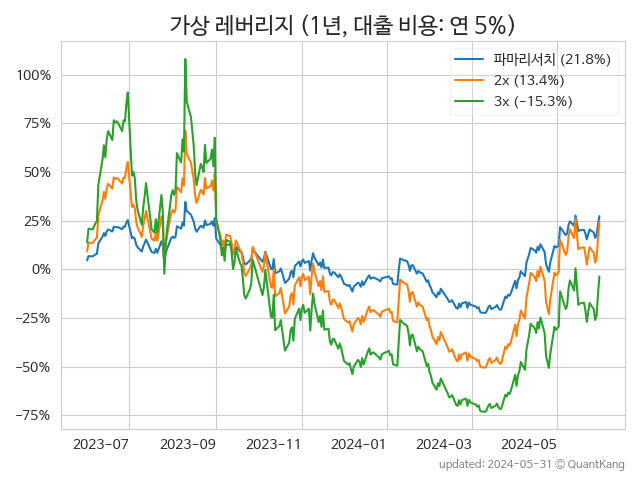 가상 레버리지 (1년, 대출 비용: 연 5%)
파마리서치 (21.8%)
2x (13.4%)
3x (−15.3%)
100%
75%
50%
25%
0%
−25%
−50%
−75%
2023-07 2023-09 2023-11 2024-01 2024-03 2024-05
updated: 2024-05-31 © QuantKang